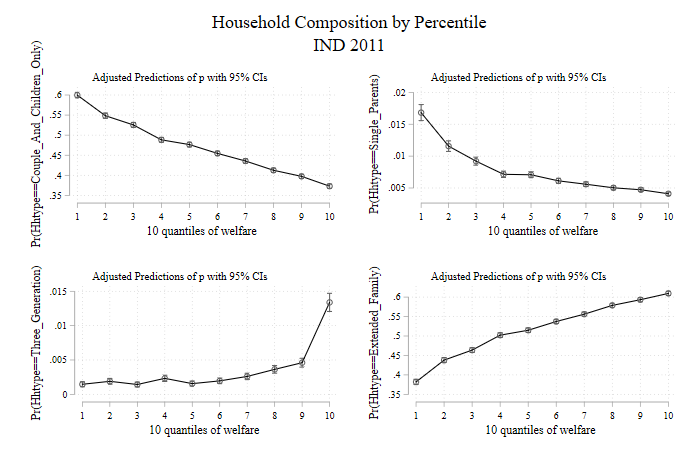 Household Composition by Percentile
IND 2011
Adjusted Predictions of p with 95% CIs
Pr(Hhtype==Couple_And_Children_Only)
.6
.55
.5
.45
.4
.35
1 2 3 4 5 6 7 8 9 10
10 quantiles of welfare
Adjusted Predictions of p with 95% CIs
Pr(Hhtype==Single_Parents)
.02
.015
.01
.005
1 2 3 4 5 6 7 8 9 10
10 quantiles of welfare
Adjusted Predictions of p with 95% CIs
Pr(Hhtype==Three_Generation)
.015
.01
.005
0
1 2 3 4 5 6 7 8 9 10
10 quantiles of welfare
Adjusted Predictions of p with 95% CIs
Pr(Hhtype==Extended_Family)
.6
.55
.5
.45
.4
.35
1 2 3 4 5 6 7 8 9 10
10 quantiles of welfare